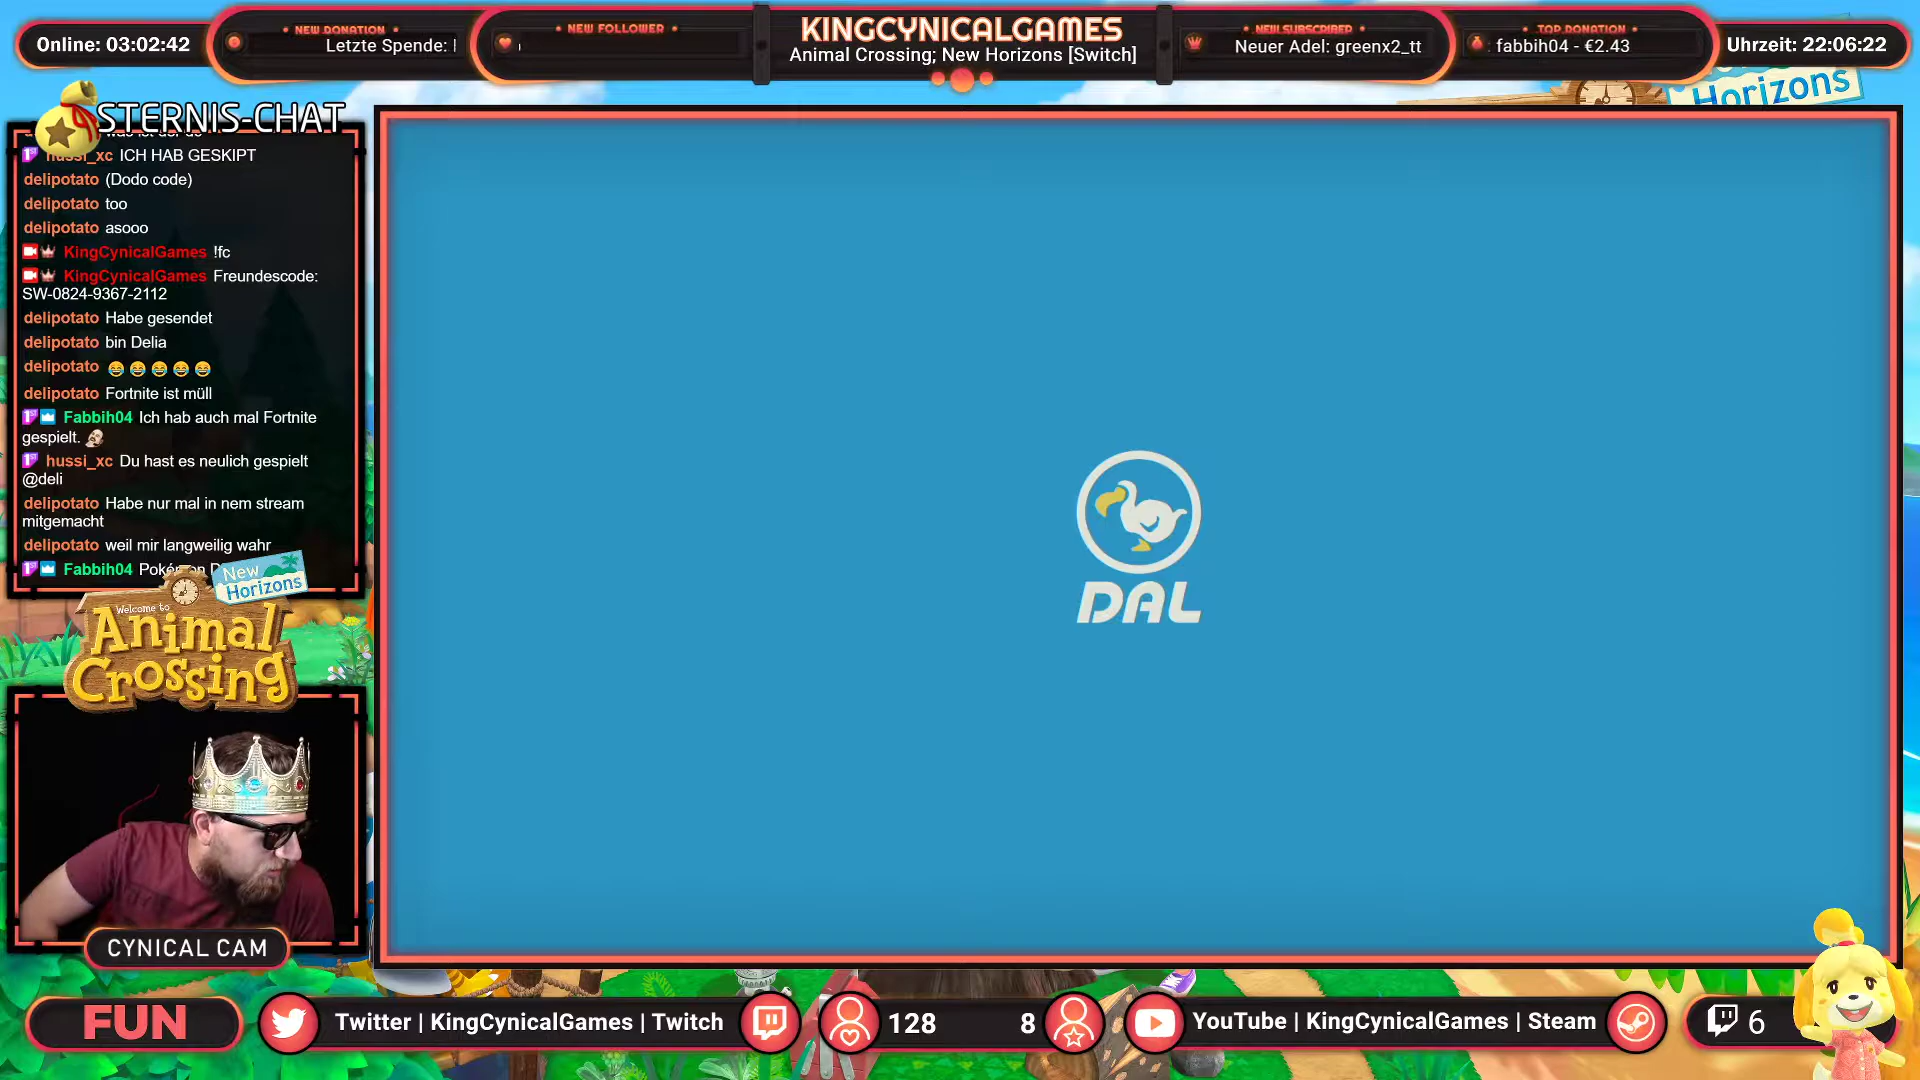 Online: 03:02:42
NEW DONATION
Letzte Spende:
NEW FOLLOWER
KINGCYNICALGAMES
Animal Crossing; New Horizons [Switch]
NEW SUBSCRIBER
Neuer Adel: greenx2_tt
TOP DONATION
fabbih04 - €2.43
Uhrzeit: 22:06:22
Horizons
STERNIS-CHAT
hussi_xc ICH HAB GESKIPT
delipotato (Dodo code)
delipotato too
delipotato asooo
KingCynicalGames !fc
KingCynicalGames Freundescode:
SW-0824-9367-2112
delipotato Habe gesendet
delipotato bin Delia
delipotato 😂 😂 😂 😂 😂
delipotato Fortnite ist müll
Fabbih04 Ich hab auch mal Fortnite
gespielt.
hussi_xc Du hast es neulich gespielt
@deli
delipotato Habe nur mal in nem stream
mitgemacht
delipotato weil mir langweilig wahr
Fabbih04
New
Horizons
Welcome to
Animal
Crossing
DAL
CYNICAL CAM
FUN
Twitter | KingCynicalGames | Twitch
128
8
YouTube | KingCynicalGames | Steam
6